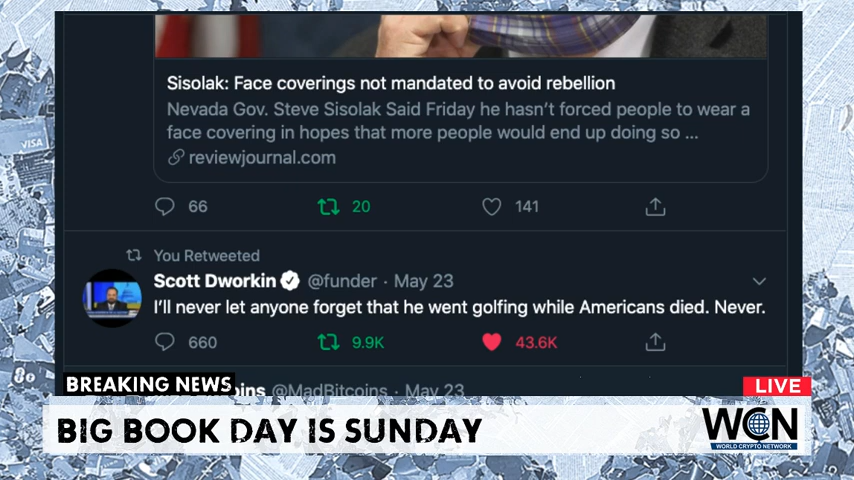 Sisolak: Face coverings not mandated to avoid rebellion
Nevada Gov. Steve Sisolak Said Friday he hasn't forced people to wear a
face covering in hopes that more people would end up doing so ...
reviewjournal.com
66 20 141
You Retweeted
Scott Dworkin @funder · May 23
I'll never let anyone forget that he went golfing while Americans died. Never.
660 9.9K 43.6K
@MadBitcoins · May 23
BREAKING NEWS
LIVE
BIG BOOK DAY IS SUNDAY
WCN
WORLD CRYPTO NETWORK
VISA